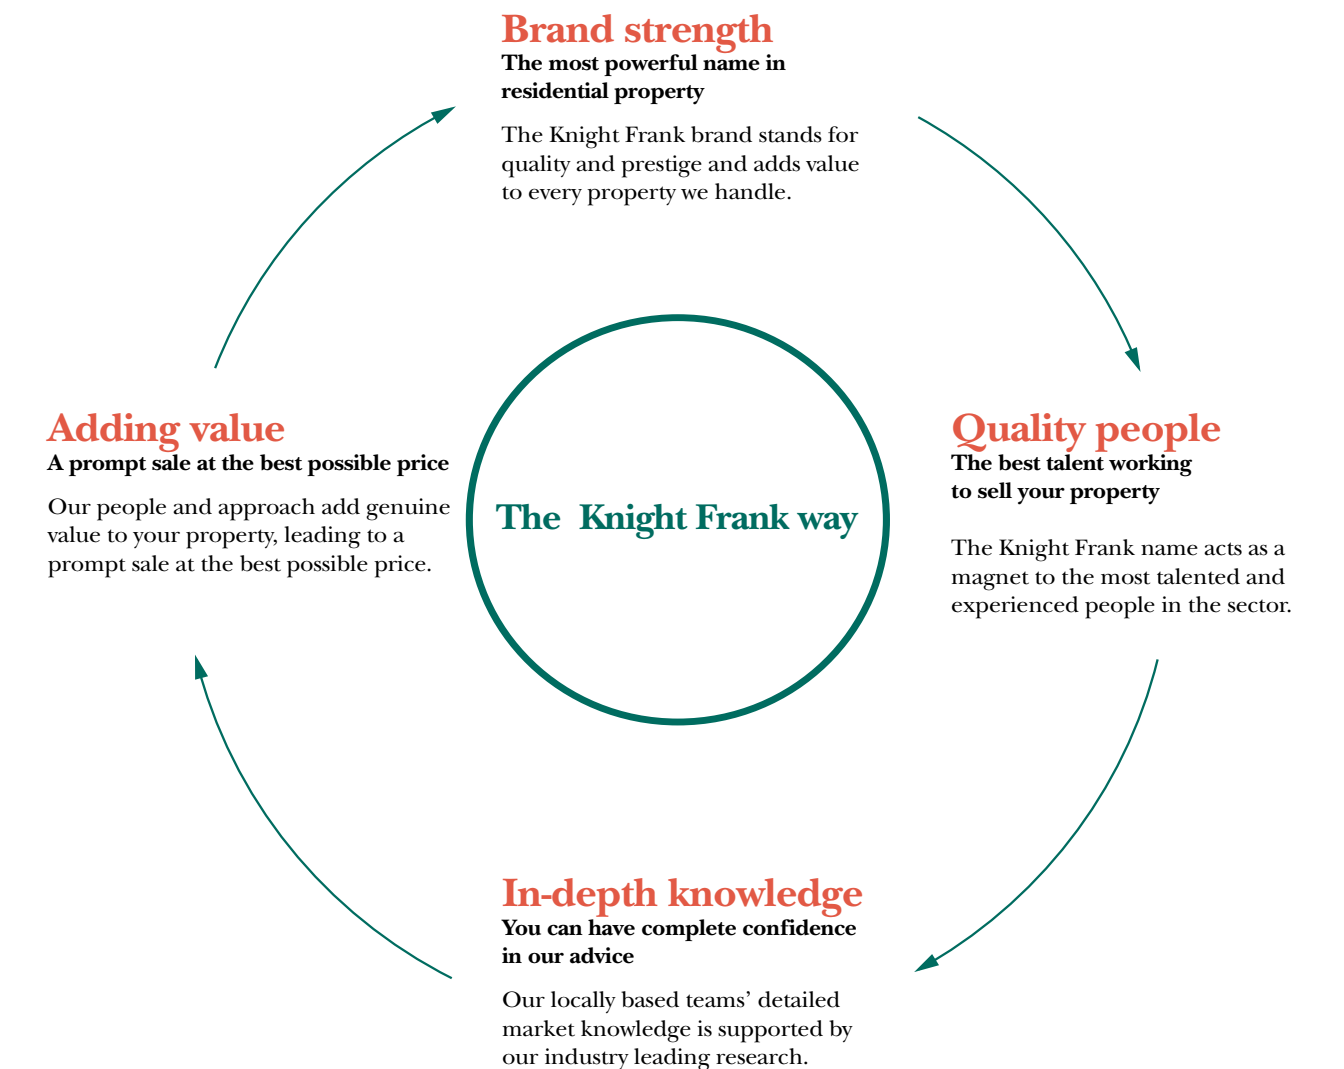 Brand strength
The most powerful name in
residential property
The Knight Frank brand stands for
quality and prestige and adds value
to every property we handle.
Adding value
A prompt sale at the best possible price
Our people and approach add genuine
value to your property, leading to a
prompt sale at the best possible price.
The Knight Frank way
Quality people
The best talent working
to sell your property
The Knight Frank name acts as a
magnet to the most talented and
experienced people in the sector.
In-depth knowledge
You can have complete confidence
in our advice
Our locally based teams’ detailed
market knowledge is supported by
our industry leading research.